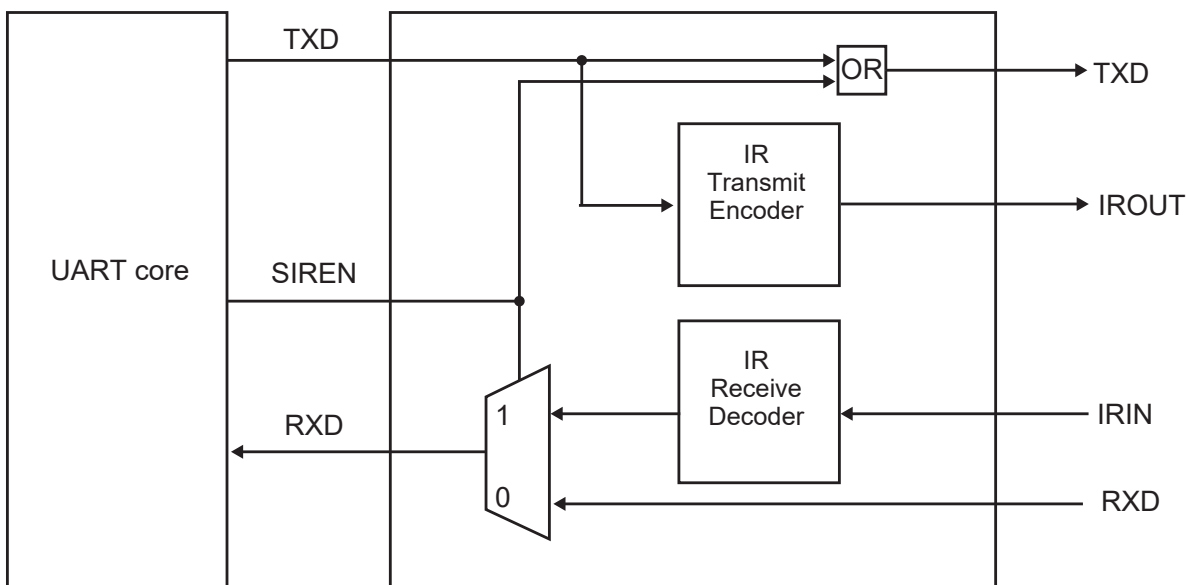 TXD
OR
TXD
IR
Transmit
Encoder
IROUT
UART core
SIREN
IR
Receive
Decoder
1
IRIN
RXD
0
RXD